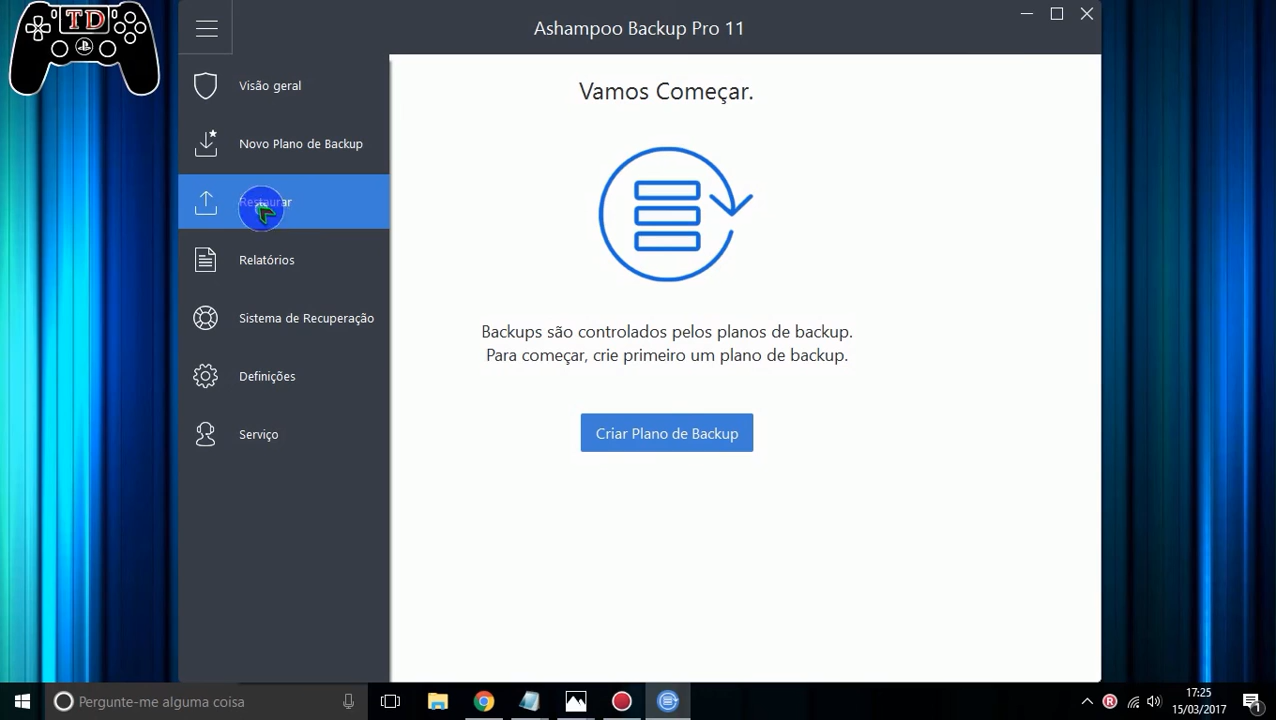 TD
Ashampoo Backup Pro 11
Visão geral
Novo Plano de Backup
Restaurar
Relatórios
Sistema de Recuperação
Definições
Serviço
Vamos Começar.
Backups são controlados pelos planos de backup.
Para começar, crie primeiro um plano de backup.
Criar Plano de Backup
Pergunte-me alguma coisa
R
17:25
15/03/2017
1